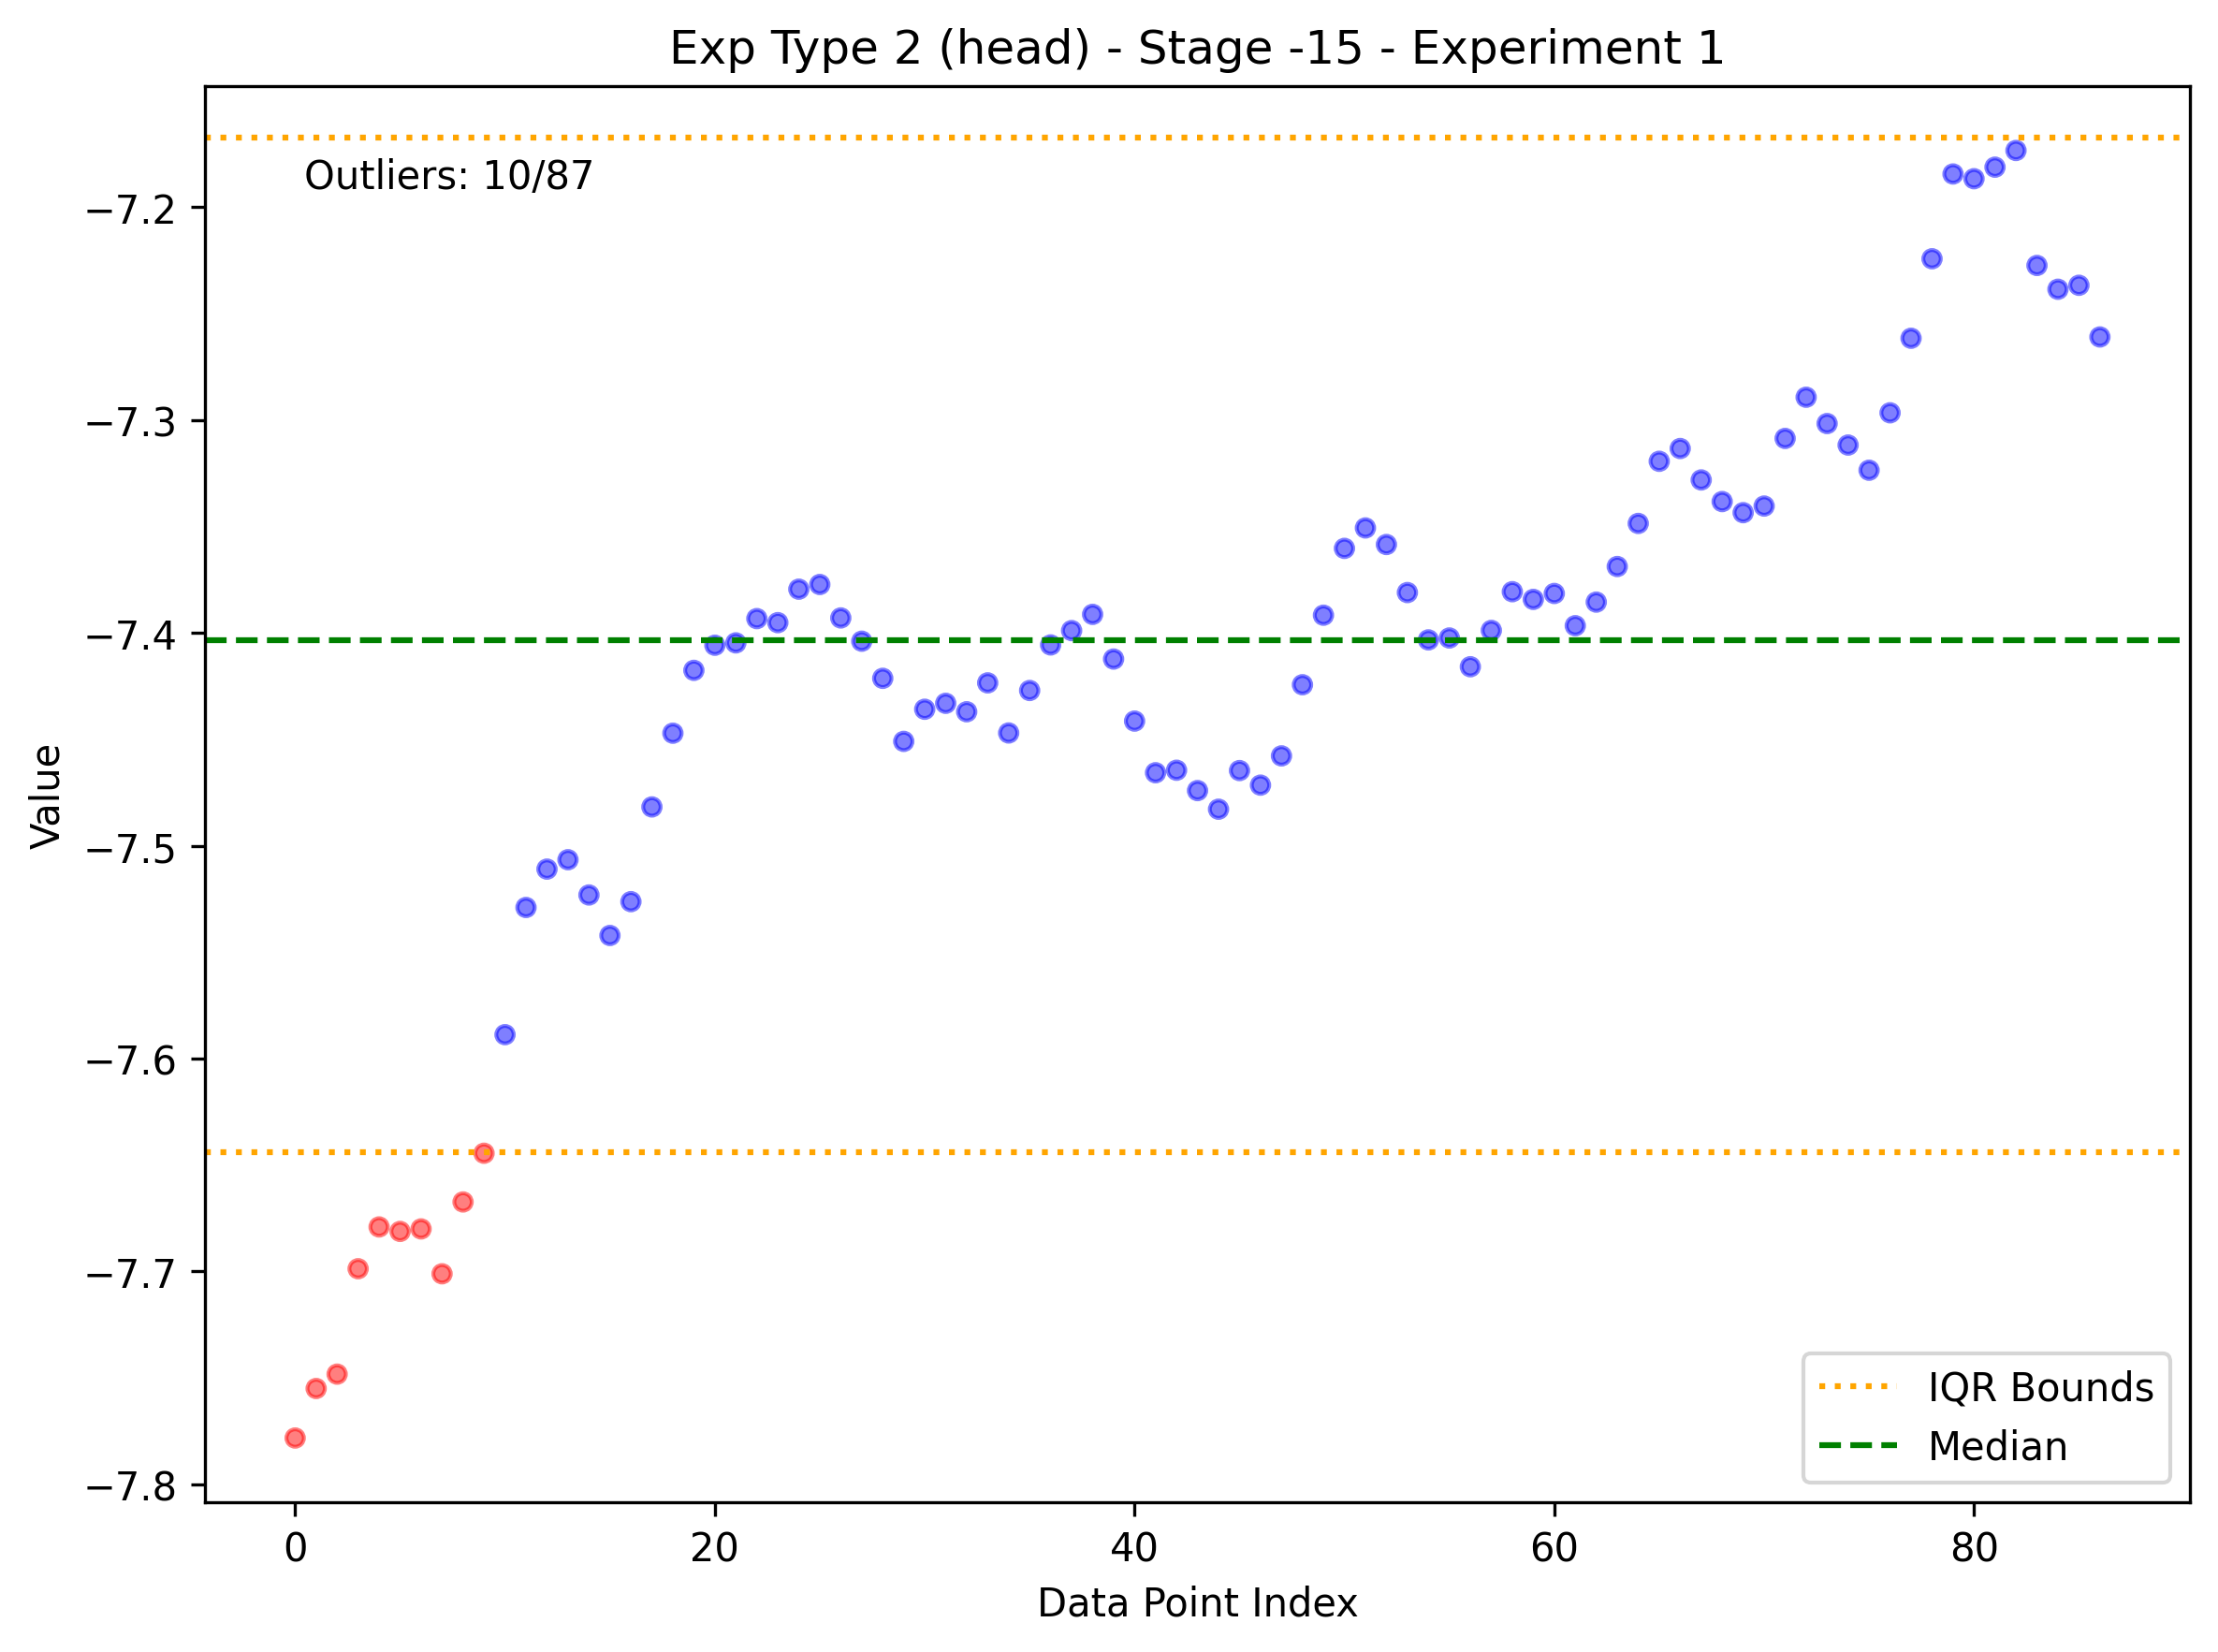 Exp Type 2 (head) - Stage -15 - Experiment 1
Outliers: 10/87
−7.2
−7.3
−7.4
−7.5
−7.6
−7.7
−7.8
Value
IQR Bounds
Median
0 20 40 60 80
Data Point Index